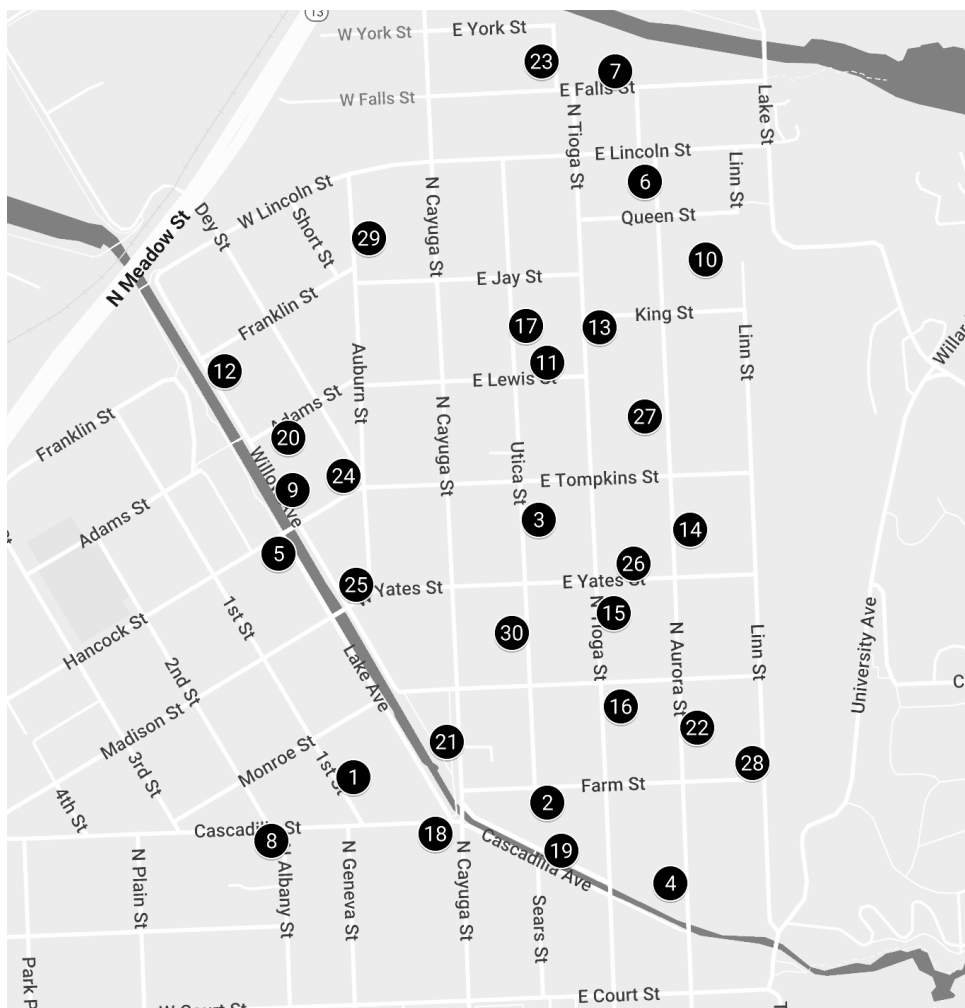 13
W York St
E York St
23
7
W Falls St
E Falls St
Lake St
N Tioga St
E Lincoln St
Linn St
6
W Lincoln St
N Cayuga St
Queen St
Dey St
Short St
29
N Meadow St
10
E Jay St
Franklin St
17
13
King St
Willar
Linn St
11
12
Auburn St
E Lewis St
Adams St
Franklin St
N Cayuga St
27
20
Utica St
24
E Tompkins St
9
Adams St
3
14
5
26
25
Yates St
E Yates St
15
N Tioga St
1st St
Hancock St
30
N Aurora St
Linn St
University Ave
Lake Ave
2nd St
C
16
Madison St
22
21
Monroe St
3rd St
1st St
28
1
Farm St
4th St
2
Cascadilla St
18
8
19
Cascadilla Ave
N Plain St
N Geneva St
N Cayuga St
4
Sears St
Park P
E Court St